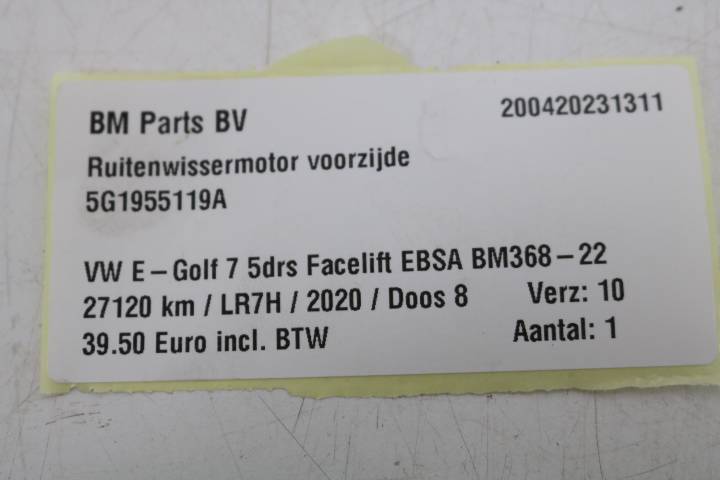 BM Parts BV 200420231311
Ruitenwissermotor voorzijde
5G1955119A
VW E-Golf 7 5drs Facelift EBSA BM368-22
27120 km / LR7H / 2020 / Doos 8 Verz: 10
39.50 Euro incl. BTW Aantal: 1